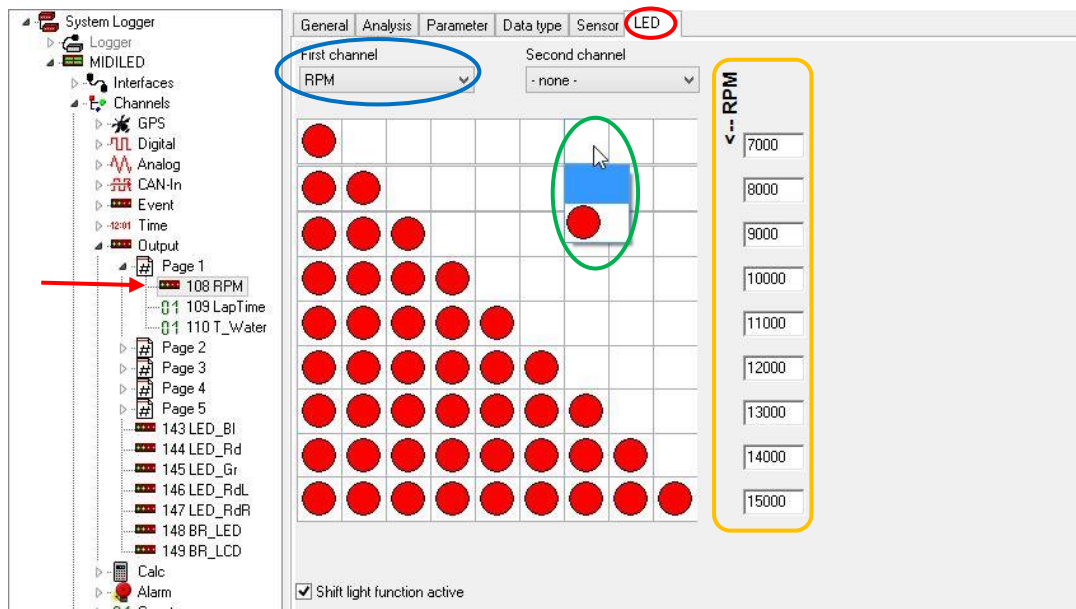 System Logger
Logger
MIDILED
Interfaces
Channels
GPS
Digital
Analog
CAN-In
Event
12:01 Time
Output
# Page 1
108 RPM
01 109 LapTime
01 110 T_Water
# Page 2
# Page 3
# Page 4
# Page 5
143 LED_Bl
144 LED_Rd
145 LED_Gr
146 LED_RdL
147 LED_RdR
148 BR_LED
149 BR_LCD
Calc
Alarm
General Analysis Parameter Data type Sensor LED
First channel Second channel
RPM - none -
<-- RPM
7000
8000
9000
10000
11000
12000
13000
14000
15000
Shift light function active